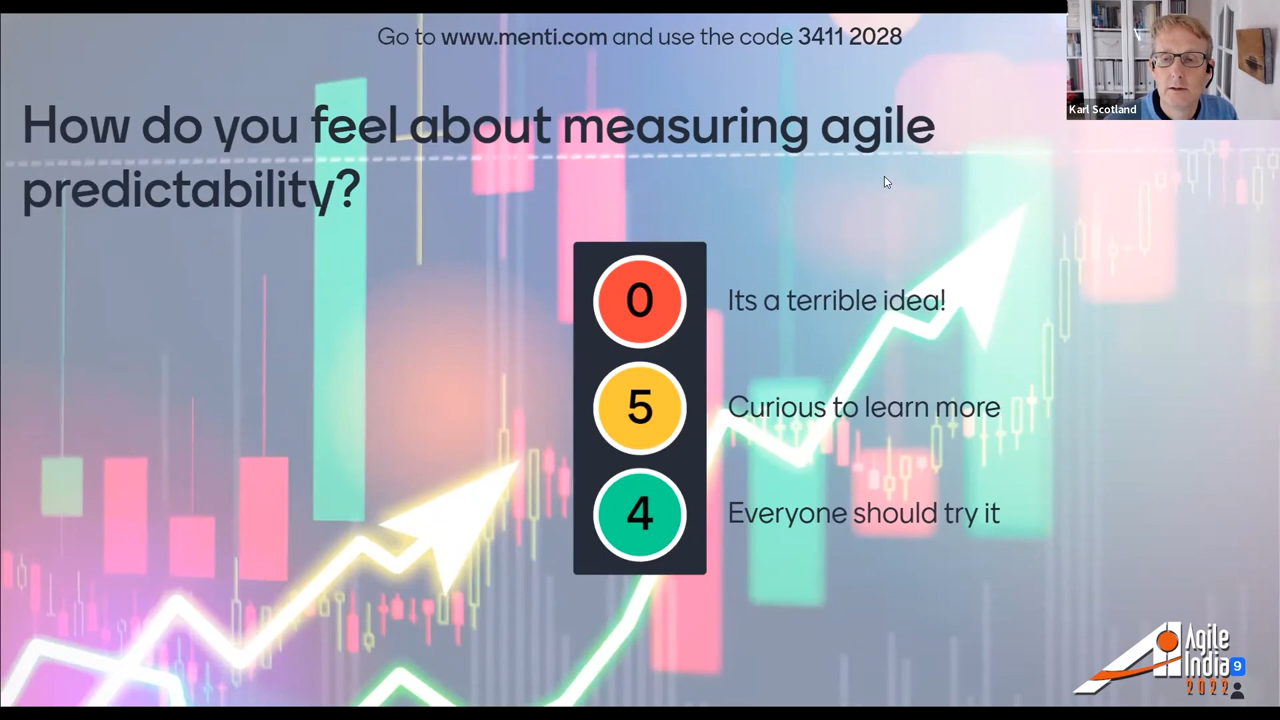 Go to www.menti.com and use the code 3411 2028
Karl Scotland
How do you feel about measuring agile
predictability?
0 Its a terrible idea!
5 Curious to learn more
4 Everyone should try it
Agile
India
2022
9